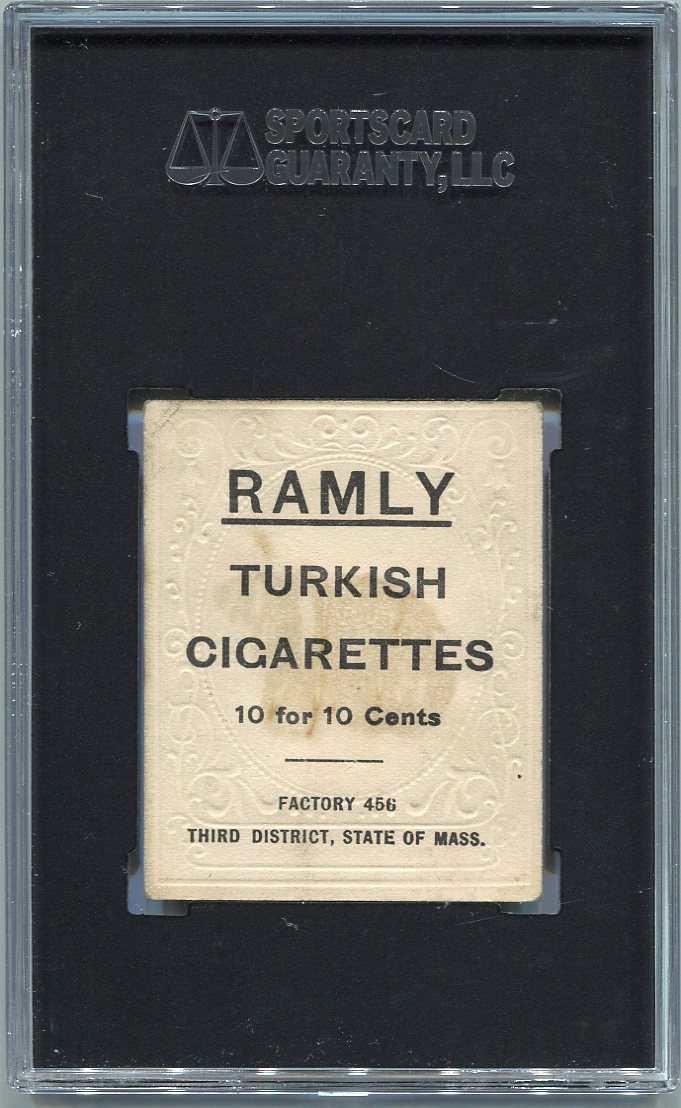 SPORTSCARD
GUARANTY, LLC
RAMLY
TURKISH
CIGARETTES
10 for 10 Cents
FACTORY 456
THIRD DISTRICT, STATE OF MASS.